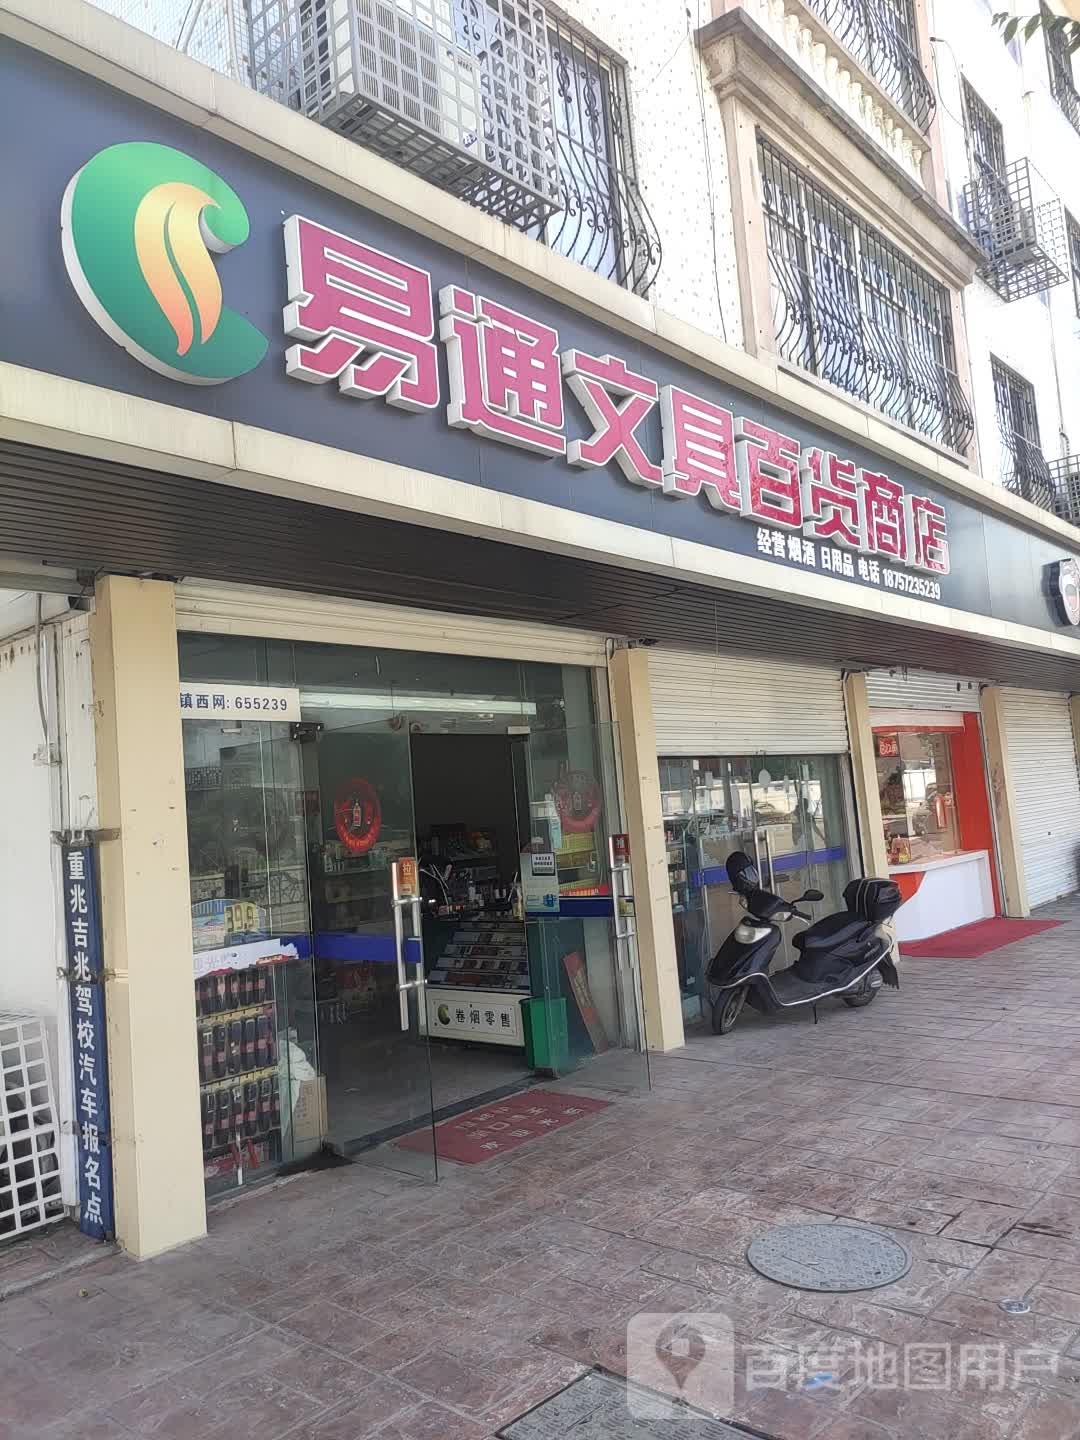 易通文具百货商店
经营 烟酒 日用品 电话 18757235239
镇西网: 655239
重兆吉兆驾校汽车报名点
拉
推
卷烟零售
百度地图用户